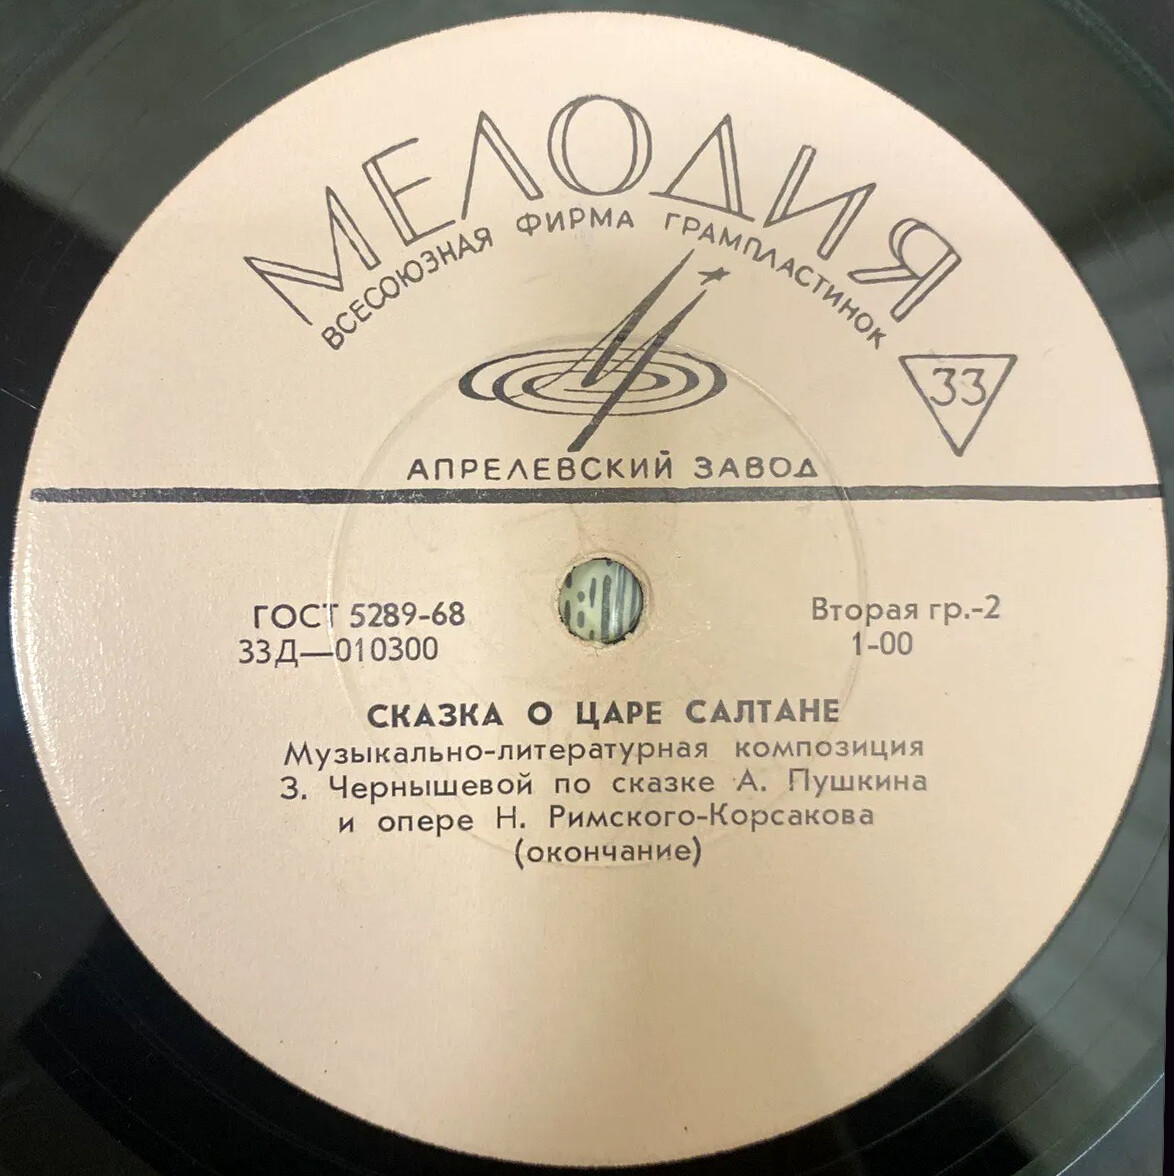 МЕЛОДИЯ
ВСЕСОЮЗНАЯ ФИРМА ГРАМПЛАСТИНОК
33
АПРЕЛЕВСКИЙ ЗАВОД
ГОСТ 5289-68
Вторая гр.-2
33Д—010300
1-00
СКАЗКА О ЦАРЕ САЛТАНЕ
Музыкально-литературная композиция
З. Чернышевой по сказке А. Пушкина
и опере Н. Римского-Корсакова
(окончание)